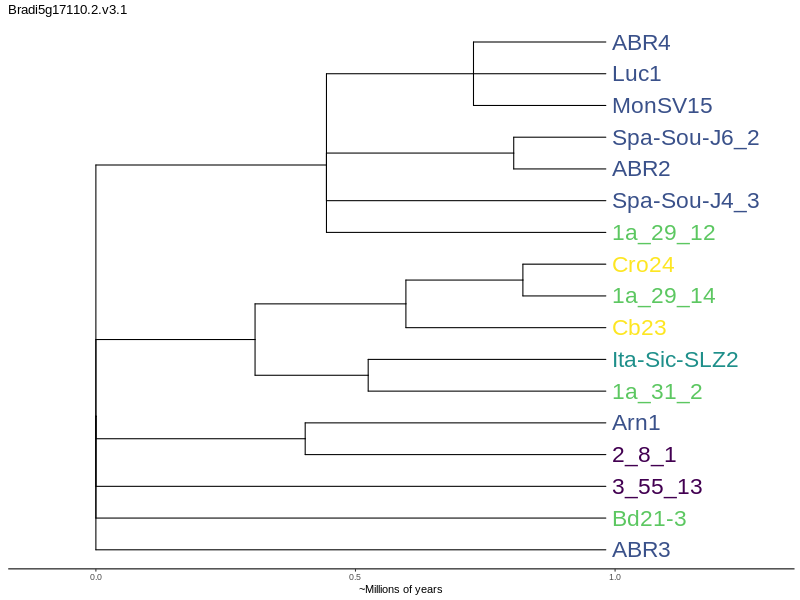 Bradi5g17110.2.v3.1
ABR4
Luc1
MonSV15
Spa-Sou-J6_2
ABR2
Spa-Sou-J4_3
1a_29_12
Cro24
1a_29_14
Cb23
Ita-Sic-SLZ2
1a_31_2
Arn1
2_8_1
3_55_13
Bd21-3
ABR3
0.0 0.5 1.0
~Millions of years